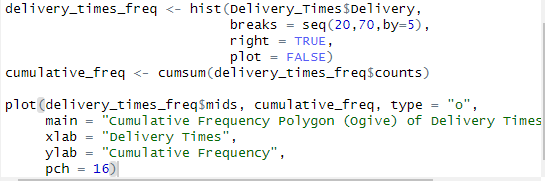 delivery_times_freq <- hist(Delivery_Times$Delivery,
breaks = seq(20,70,by=5),
right = TRUE,
plot = FALSE)
cumulative_freq <- cumsum(delivery_times_freq$counts)
plot(delivery_times_freq$mids, cumulative_freq, type = "o",
main = "Cumulative Frequency Polygon (Ogive) of Delivery Times
xlab = "Delivery Times",
ylab = "Cumulative Frequency",
pch = 16)